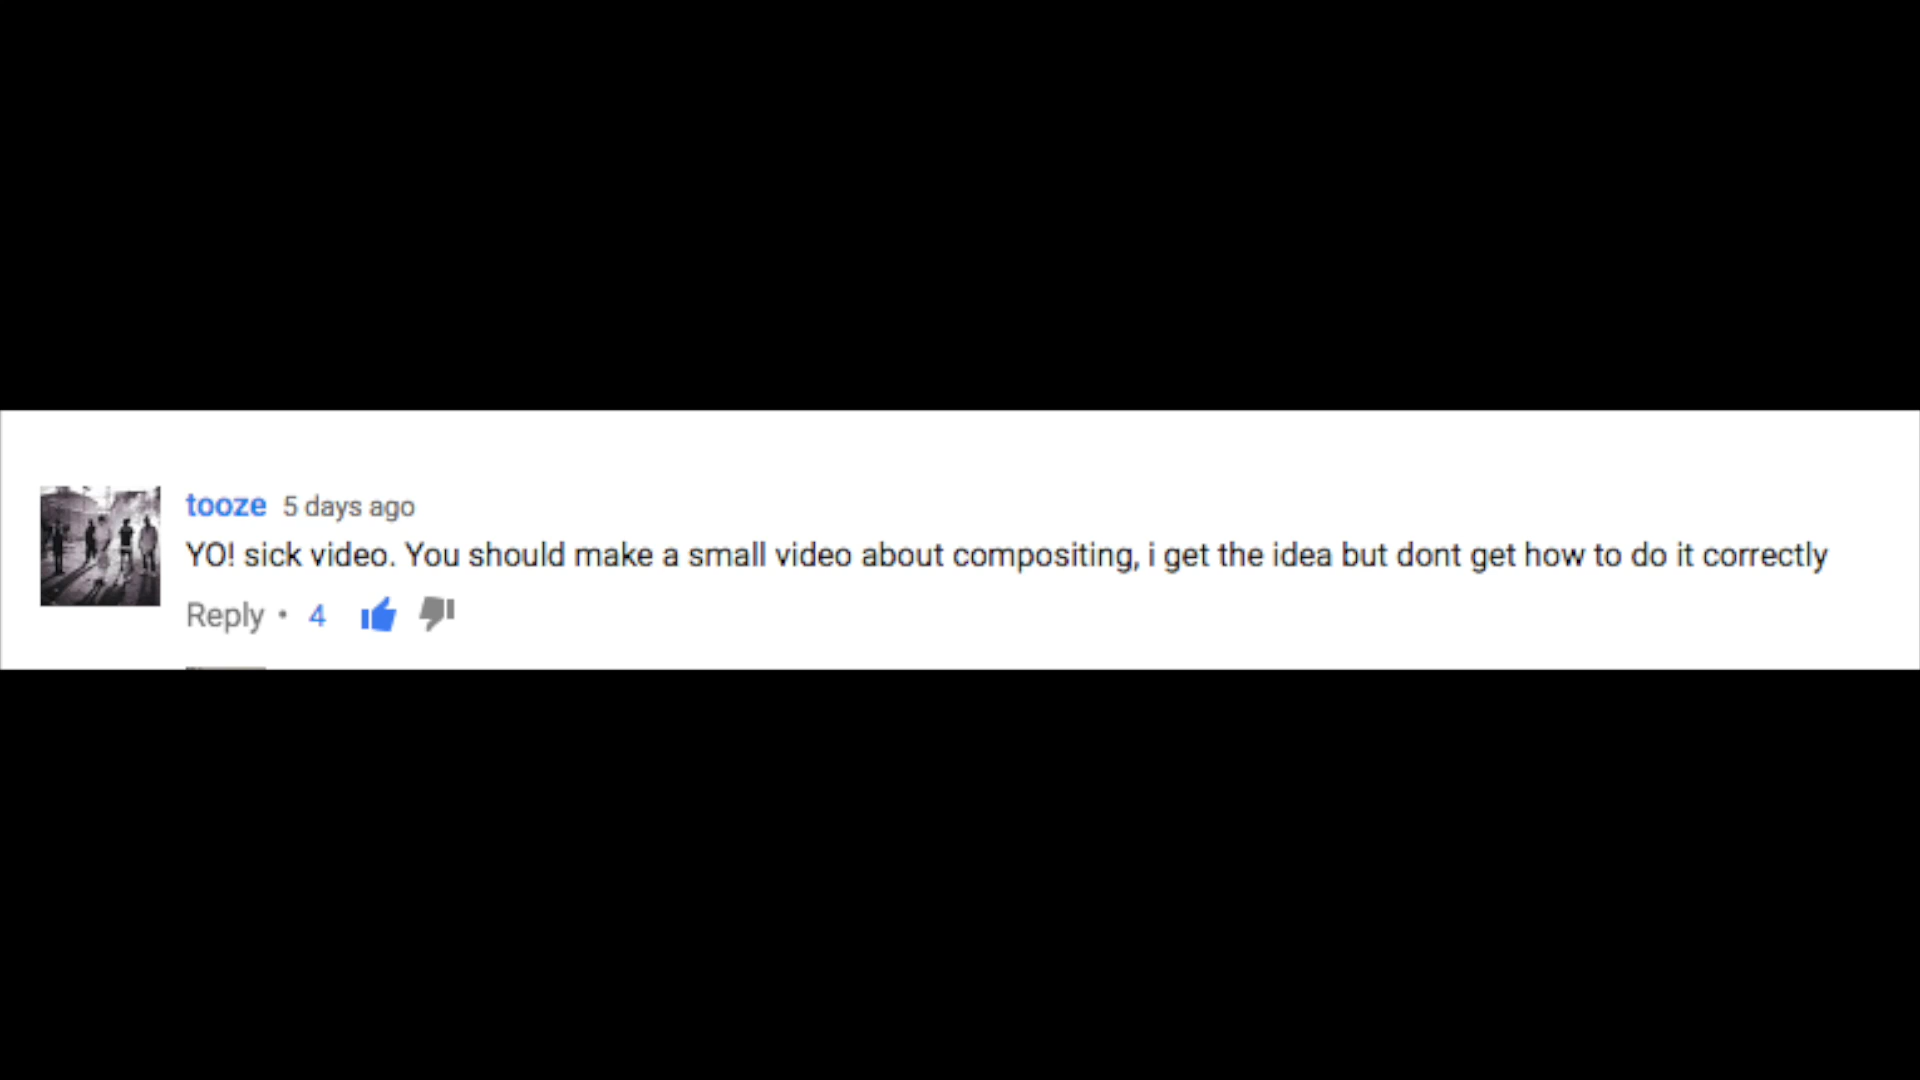 tooze 5 days ago
YO! sick video. You should make a small video about compositing, i get the idea but dont get how to do it correctly
Reply • 4